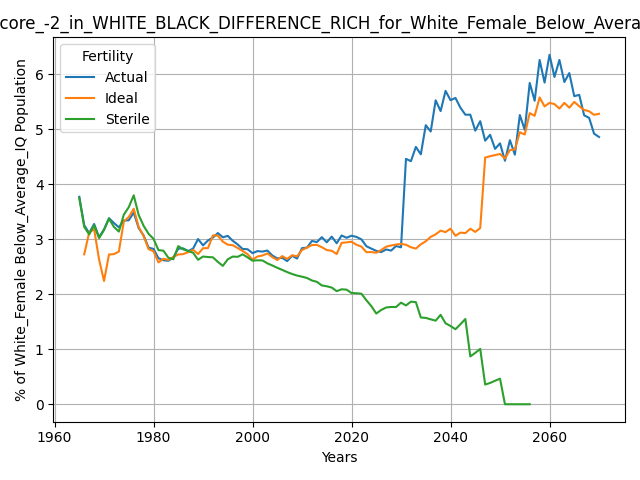 core_-2_in_WHITE_BLACK_DIFFERENCE_RICH_for_White_Female_Below_Avera
Fertility
Actual
Ideal
Sterile
% of White_Female Below_Average_IQ Population
6
5
4
3
2
1
0
1960 1980 2000 2020 2040 2060
Years